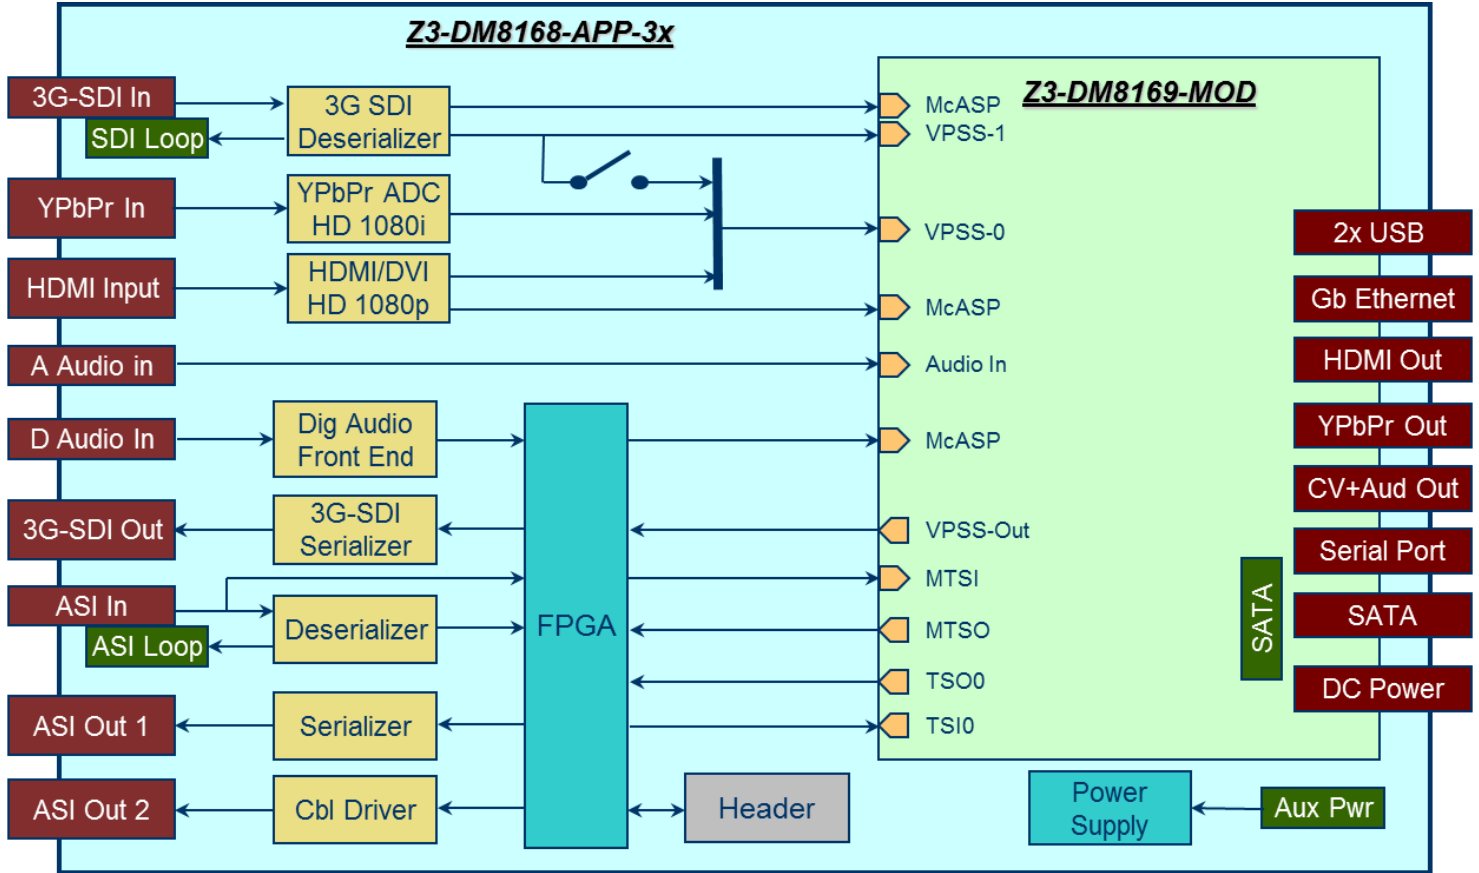 Z3-DM8168-APP-3x
Z3-DM8169-MOD
3G-SDI In
SDI Loop
3G SDI
Deserializer
McASP
VPSS-1
YPbPr In
YPbPr ADC
HD 1080i
VPSS-0
HDMI Input
HDMI/DVI
HD 1080p
McASP
A Audio in
Audio In
D Audio In
Dig Audio
Front End
McASP
3G-SDI Out
3G-SDI
Serializer
VPSS-Out
ASI In
ASI Loop
Deserializer
FPGA
MTSI
MTSO
TSO0
TSI0
ASI Out 1
Serializer
ASI Out 2
Cbl Driver
Header
SATA
2x USB
Gb Ethernet
HDMI Out
YPbPr Out
CV+Aud Out
Serial Port
SATA
DC Power
Power
Supply
Aux Pwr